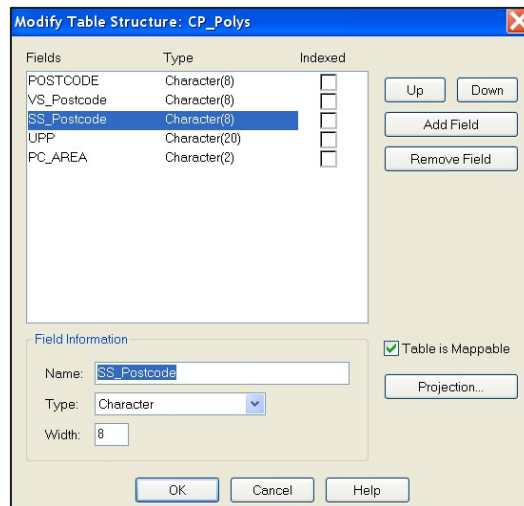 Modify Table Structure: CP_Polys
Fields Type Indexed
POSTCODE Character(8)
VS_Postcode Character(8)
SS_Postcode Character(8)
UPP Character(20)
PC_AREA Character(2)
Up Down
Add Field
Remove Field
Field Information
Name: SS_Postcode
Type: Character
Width: 8
Table is Mappable
Projection...
OK Cancel Help